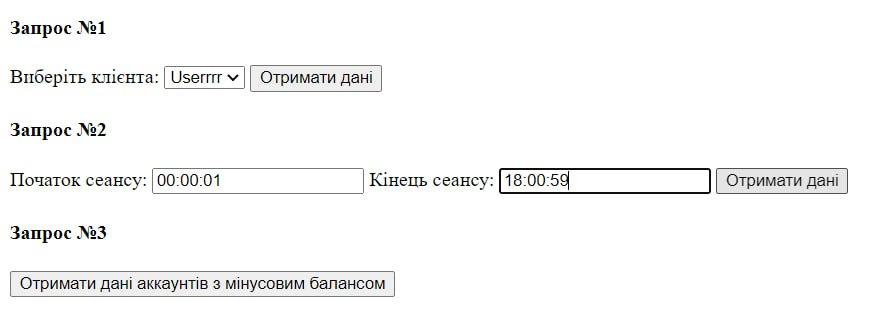 Запрос №1
Виберіть клієнта: Userrrr Отримати дані
Запрос №2
Початок сеансу: 00:00:01 Кінець сеансу: 18:00:59 Отримати дані
Запрос №3
Отримати дані аккаунтів з мінусовим балансом